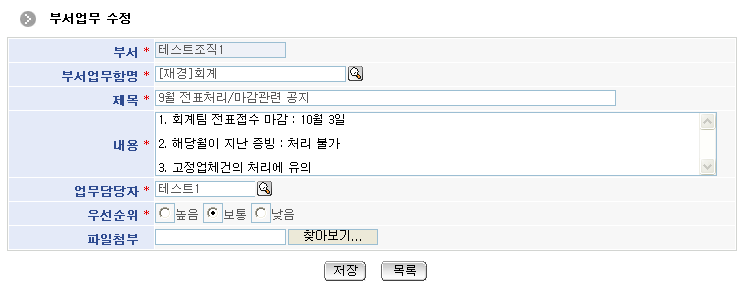 부서업무 수정
부서 * 테스트조직1
부서업무함명 * [재경]회계
제목 * 9월 전표처리/마감관련 공지
내용 * 1. 회계팀 전표접수 마감 : 10월 3일
2. 해당월이 지난 증빙 : 처리 불가
3. 고정업체건의 처리에 유의
업무담당자 * 테스트1
우선순위 * 높음 보통 낮음
파일첨부 찾아보기...
저장 목록